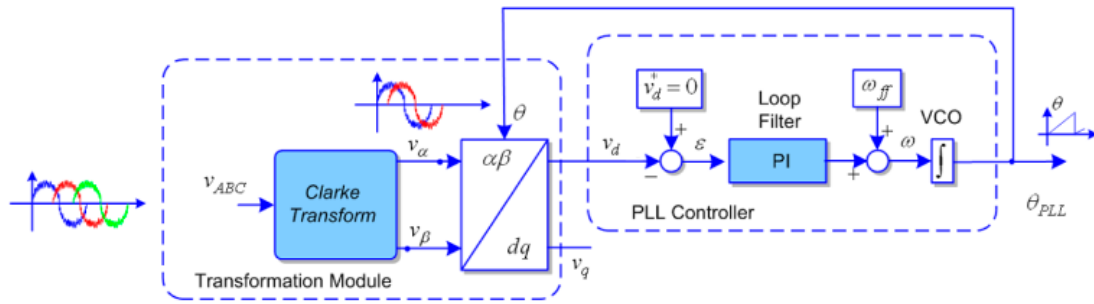 θ
v_d^+ = 0
Loop
Filter
ω_ff
VCO
θ
v_α
αβ
v_d
+
ε
PI
+
ω
∫
v_ABC
Clarke
Transform
−
+
PLL Controller
θ_PLL
v_β
dq
v_q
Transformation Module